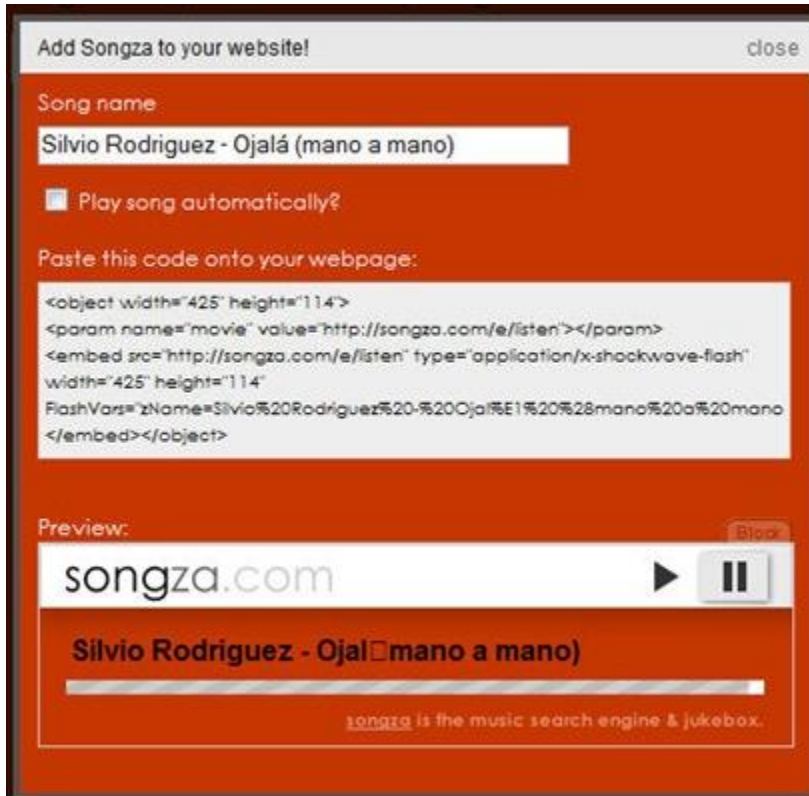 Add Songza to your website! close
Song name
Silvio Rodriguez - Ojalá (mano a mano)
Play song automatically?
Paste this code onto your webpage:
<object width="425" height="114">
<param name="movie" value="http://songza.com/e/listen"></param>
<embed src="http://songza.com/e/listen" type="application/x-shockwave-flash"
width="425" height="114"
FlashVars="zName=Silvio%20Rodriguez%20-%20Ojal%E1%20%28mano%20a%20mano
</embed></object>
Preview:
songza.com
Silvio Rodriguez - Ojal□mano a mano)
songza is the music search engine & jukebox.